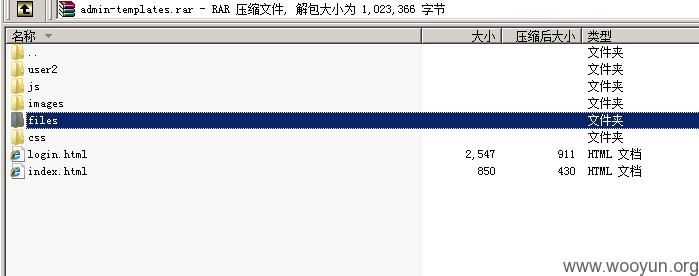 admin-templates.rar - RAR 压缩文件, 解包大小为 1,023,366 字节
名称 大小 压缩后大小 类型
.. 文件夹
user2 文件夹
js 文件夹
images 文件夹
files 文件夹
css 文件夹
login.html 2,547 911 HTML 文档
index.html 850 430 HTML 文档
www.wooyun.org